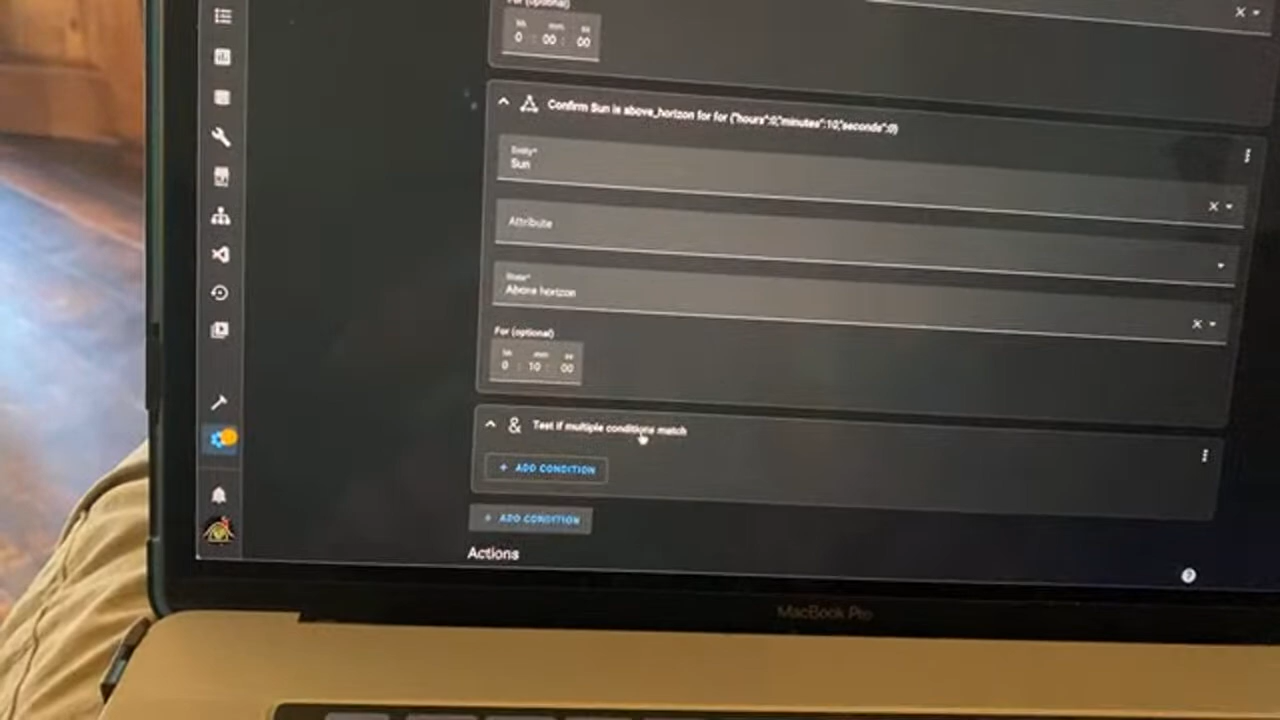 For (optional)
hh mm ss
0 : 00 : 00
Confirm Sun is above_horizon for for {"hours":0,"minutes":10,"seconds":0}
Entity*
Sun
Attribute
State*
Above horizon
For (optional)
hh mm ss
0 : 10 : 00
& Test if multiple conditions match
+ ADD CONDITION
+ ADD CONDITION
Actions
MacBook Pro